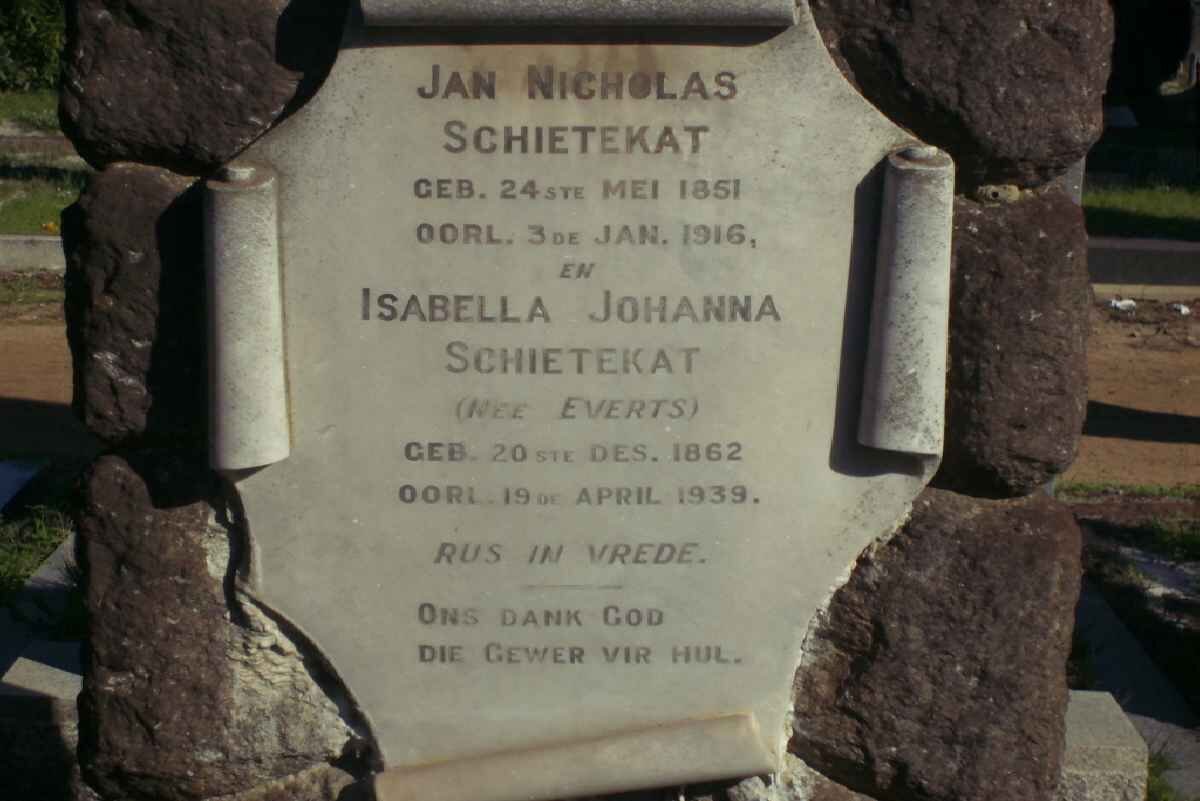 JAN NICHOLAS
SCHIETEKAT
GEB. 24STE MEI 1851
OORL. 3DE JAN. 1916,
EN
ISABELLA JOHANNA
SCHIETEKAT
(NEE EVERTS)
GEB. 20STE DES. 1862
OORL. 19DE APRIL 1939.
RUS IN VREDE.
ONS DANK GOD
DIE GEWER VIR HUL.